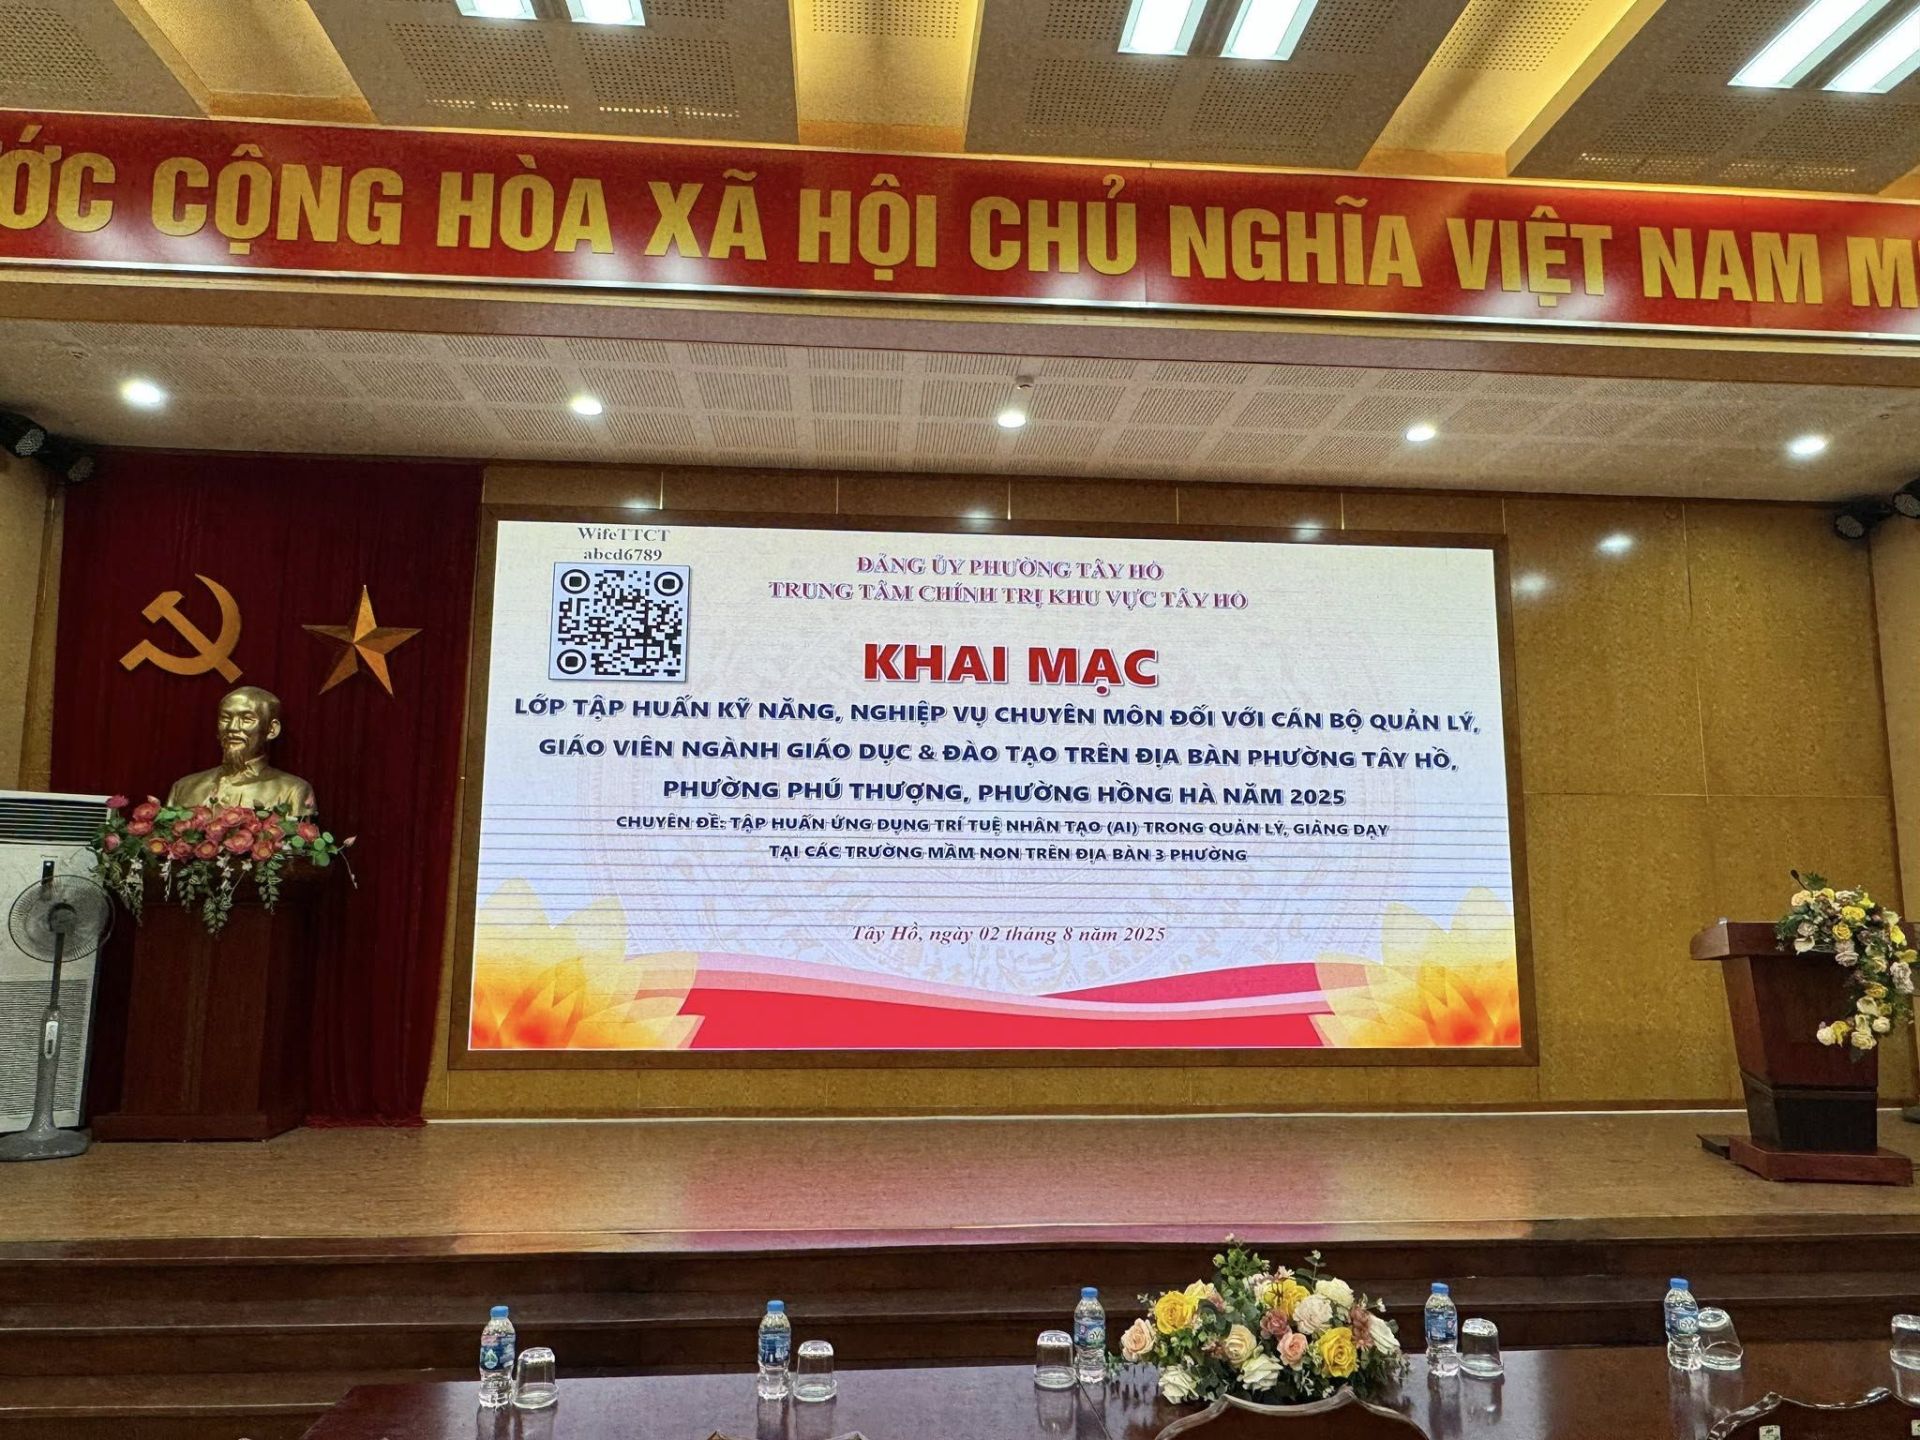 ỚC CỘNG HÒA XÃ HỘI CHỦ NGHĨA VIỆT NAM M
WifeTTCT
abcd6789
ĐẢNG ỦY PHƯỜNG TÂY HỒ
TRUNG TÂM CHÍNH TRỊ KHU VỰC TÂY HỒ
KHAI MẠC
LỚP TẬP HUẤN KỸ NĂNG, NGHIỆP VỤ CHUYÊN MÔN ĐỐI VỚI CÁN BỘ QUẢN LÝ,
GIÁO VIÊN NGÀNH GIÁO DỤC & ĐÀO TẠO TRÊN ĐỊA BÀN PHƯỜNG TÂY HỒ,
PHƯỜNG PHÚ THƯỢNG, PHƯỜNG HỒNG HÀ NĂM 2025
CHUYÊN ĐỀ: TẬP HUẤN ỨNG DỤNG TRÍ TUỆ NHÂN TẠO (AI) TRONG QUẢN LÝ, GIẢNG DẠY
TẠI CÁC TRƯỜNG MẦM NON TRÊN ĐỊA BÀN 3 PHƯỜNG
Tây Hồ, ngày 02 tháng 8 năm 2025